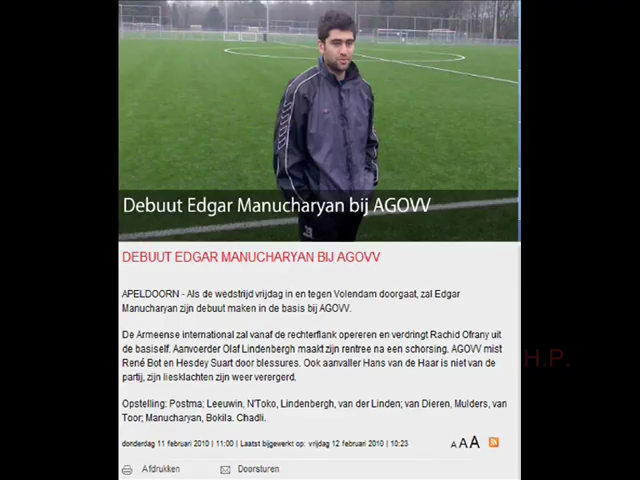 Debuut Edgar Manucharyan bij AGOVV
DEBUUT EDGAR MANUCHARYAN BIJ AGOVV
APELDOORN - Als de wedstrijd vrijdag in en tegen Volendam doorgaat, zal Edgar
Manucharyan zijn debuut maken in de basis bij AGOVV.
De Armeense international zal vanaf de rechterflank opereren en verdringt Rachid Ofrany uit
de basiself. Aanvoerder Olaf Lindenbergh maakt zijn rentree na een schorsing. AGOVV mist
René Bot en Hesdey Suart door blessures. Ook aanvaller Hans van de Haar is niet van de
partij, zijn liesklachten zijn weer verergerd.
H.P.
Opstelling: Postma; Leeuwin, N'Toko, Lindenbergh, van der Linden; van Dieren, Mulders, van
Toor; Manucharyan, Bokila. Chadli.
donderdag 11 februari 2010 | 11:00 | Laatst bijgewerkt op: vrijdag 12 februari 2010 | 10:23
A A A
Afdrukken Doorsturen